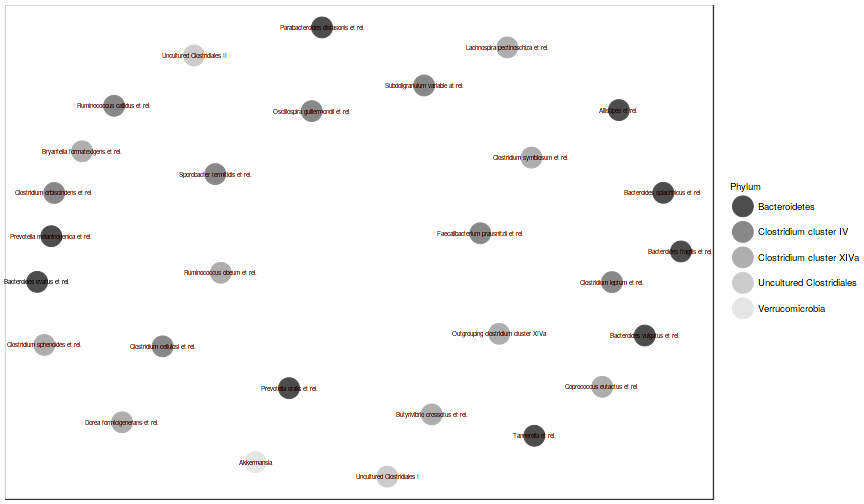 Parabacteroides distasonis et rel.
Lachnospira pectinoschiza et rel.
Uncultured Clostridiales II
Subdoligranulum variable at rel.
Ruminococcus callidus et rel.
Oscillospira guillermondii et rel.
Allistipes et rel.
Bryantella formatexigens et rel.
Clostridium symbiosum et rel.
Sporobacter termitidis et rel.
Clostridium orbiscindens et rel.
Bacteroides splachnicus et rel.
Phylum
Bacteroidetes
Prevotella melaninogenica et rel.
Faecalibacterium prausnitzii et rel.
Clostridium cluster IV
Bacteroides fragilis et rel.
Clostridium cluster XIVa
Ruminococcus obeum et rel.
Bacteroides ovatus et rel.
Clostridium leptum et rel.
Uncultured Clostridiales
Verrucomicrobia
Outgrouping clostridium cluster XIVa
Bacteroides vulgatus et rel.
Clostridium sphenoides et rel.
Clostridium cellulosi et rel.
Prevotella oralis et rel.
Coprococcus eutactus et rel.
Butyrivibrio crossotus et rel.
Dorea formicigenerans et rel.
Tannerella et rel.
Akkermansia
Uncultured Clostridiales I